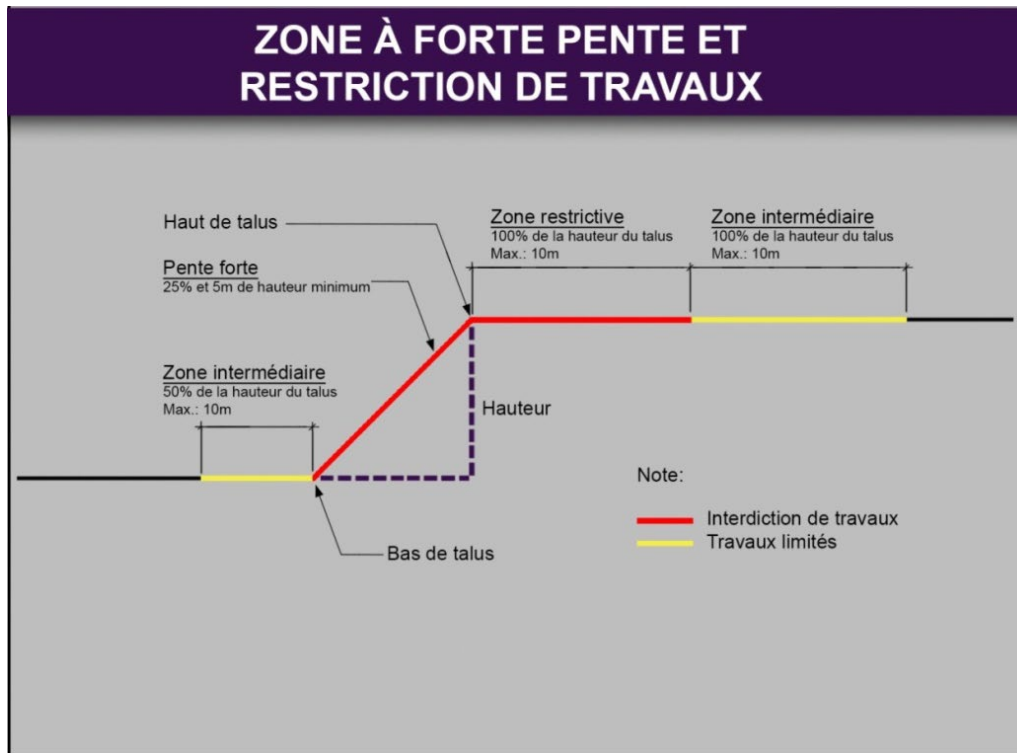 ZONE À FORTE PENTE ET
RESTRICTION DE TRAVAUX
Haut de talus
Zone restrictive
100% de la hauteur du talus
Max.: 10m
Zone intermédiaire
100% de la hauteur du talus
Max.: 10m
Pente forte
25% et 5m de hauteur minimum
Zone intermédiaire
50% de la hauteur du talus
Max.: 10m
Hauteur
Bas de talus
Note:
Interdiction de travaux
Travaux limités